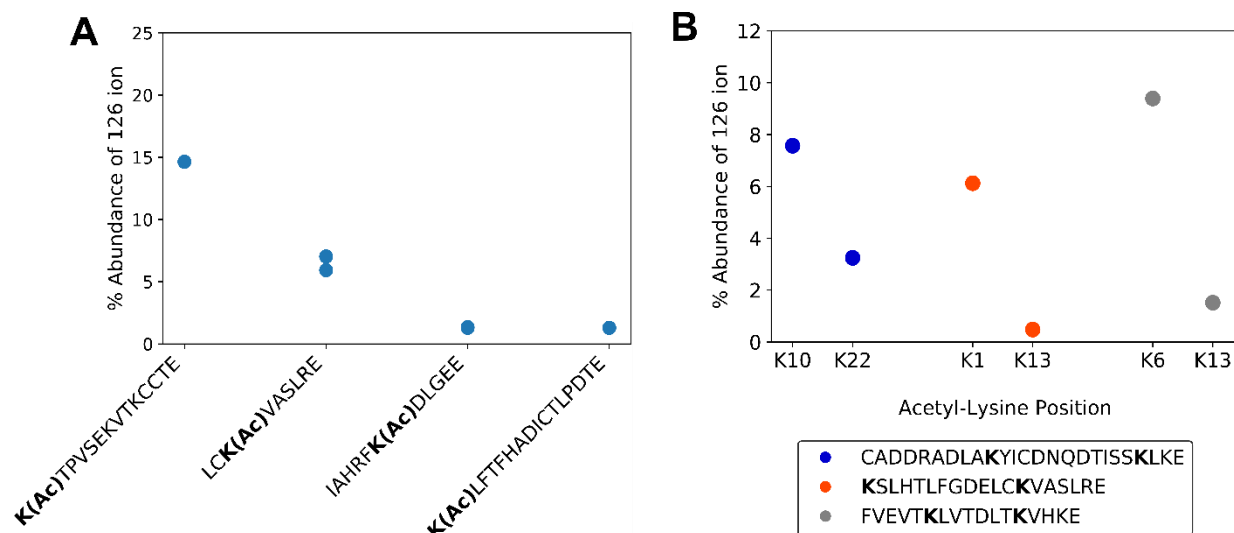 A
% Abundance of 126 ion
25
20
15
10
5
0
K(Ac)TPVSEKVTKCCTE
LCK(Ac)VASLRE
IAHRFK(Ac)DLGEE
K(Ac)LFTFHADICTLPDTE
B
% Abundance of 126 ion
12
10
8
6
4
2
0
K10 K22 K1 K13 K6 K13
Acetyl-Lysine Position
CADDRADLAKYICDNQDTISSKLKE
KSLHTLFGDELCKVASLRE
FVEVTKLVTDLTKVHKE